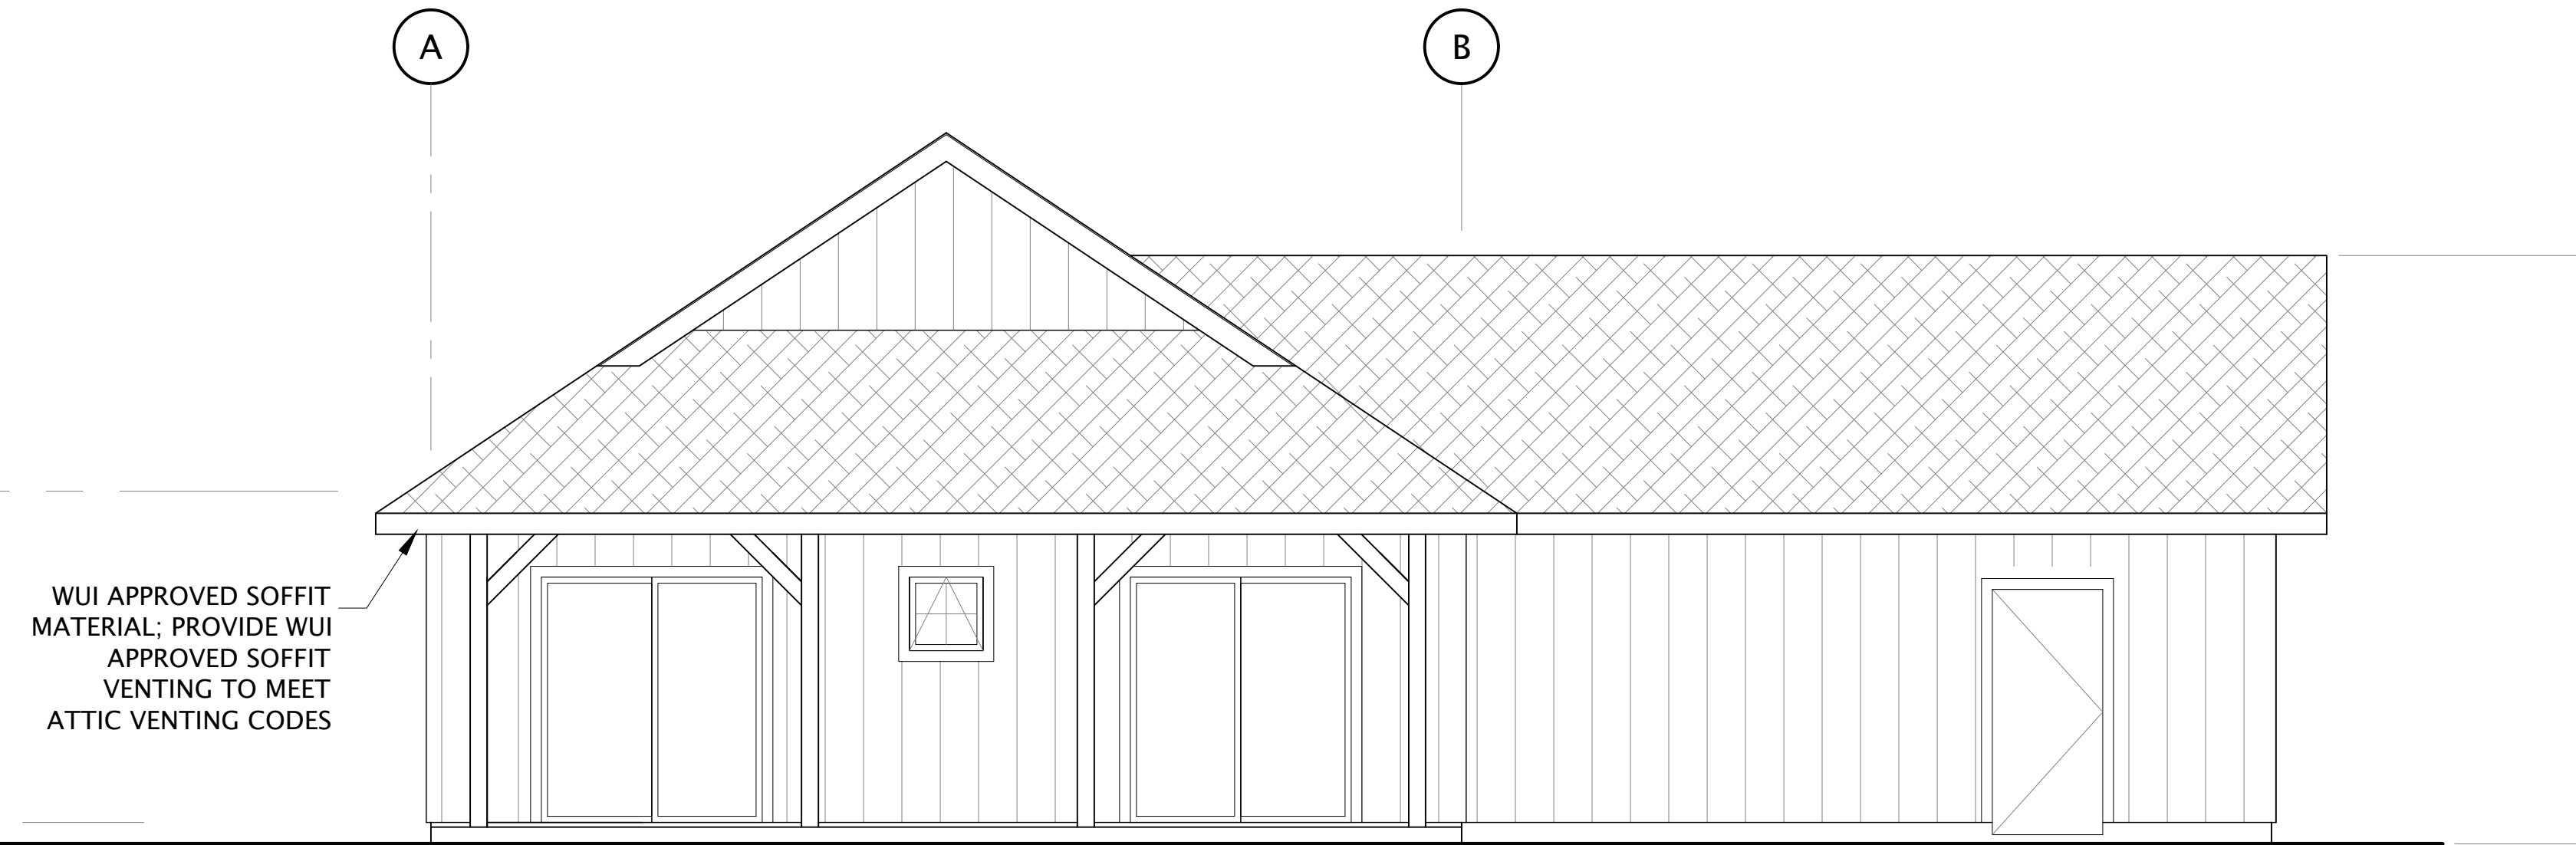 A
B
WUI APPROVED SOFFIT
MATERIAL; PROVIDE WUI
APPROVED SOFFIT
VENTING TO MEET
ATTIC VENTING CODES